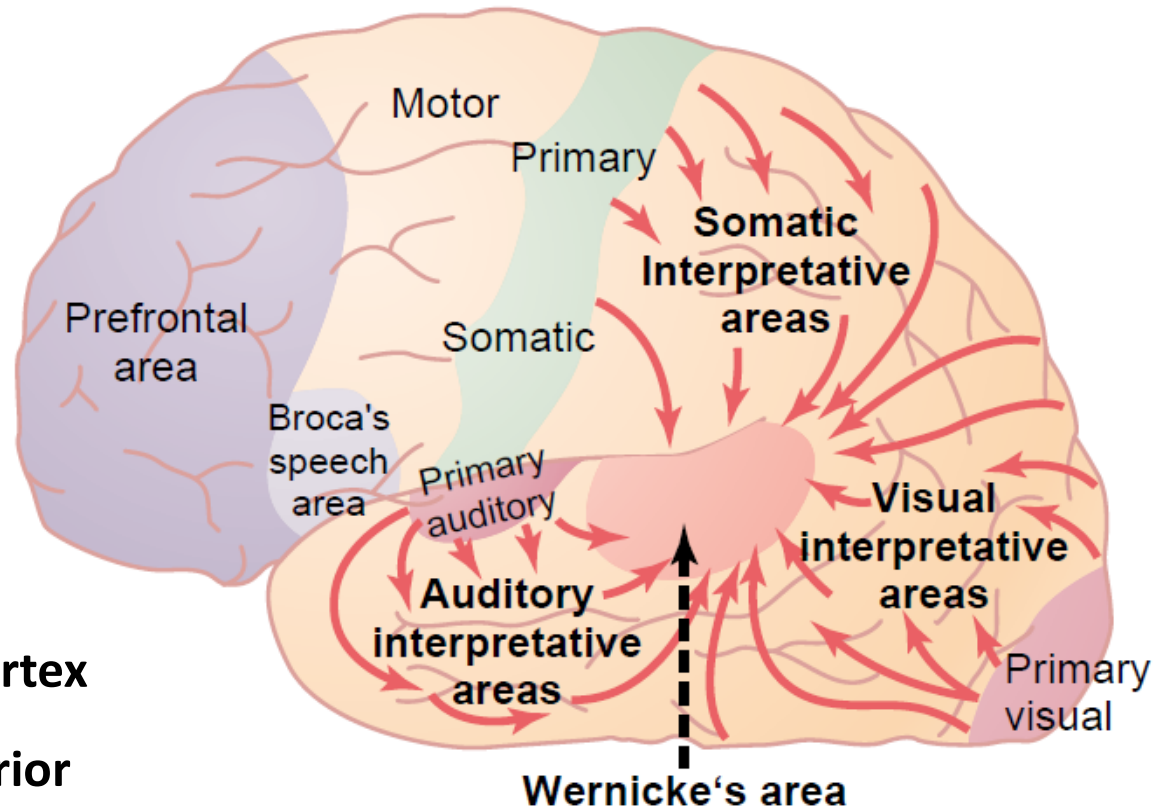 Motor
Primary
Somatic
Interpretative
areas
Prefrontal
area
Somatic
Broca's
speech
area
Primary
auditory
Visual
interpretative
areas
Auditory
interpretative
areas
rtex
Primary
visual
rior
Wernicke‘s area